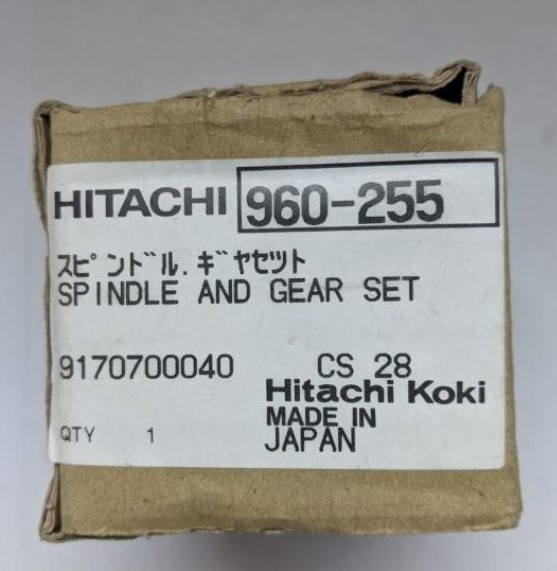 HITACHI 960-255
スピンドル.ギヤセット
SPINDLE AND GEAR SET
9170700040 CS 28
Hitachi Koki
MADE IN
QTY 1 JAPAN